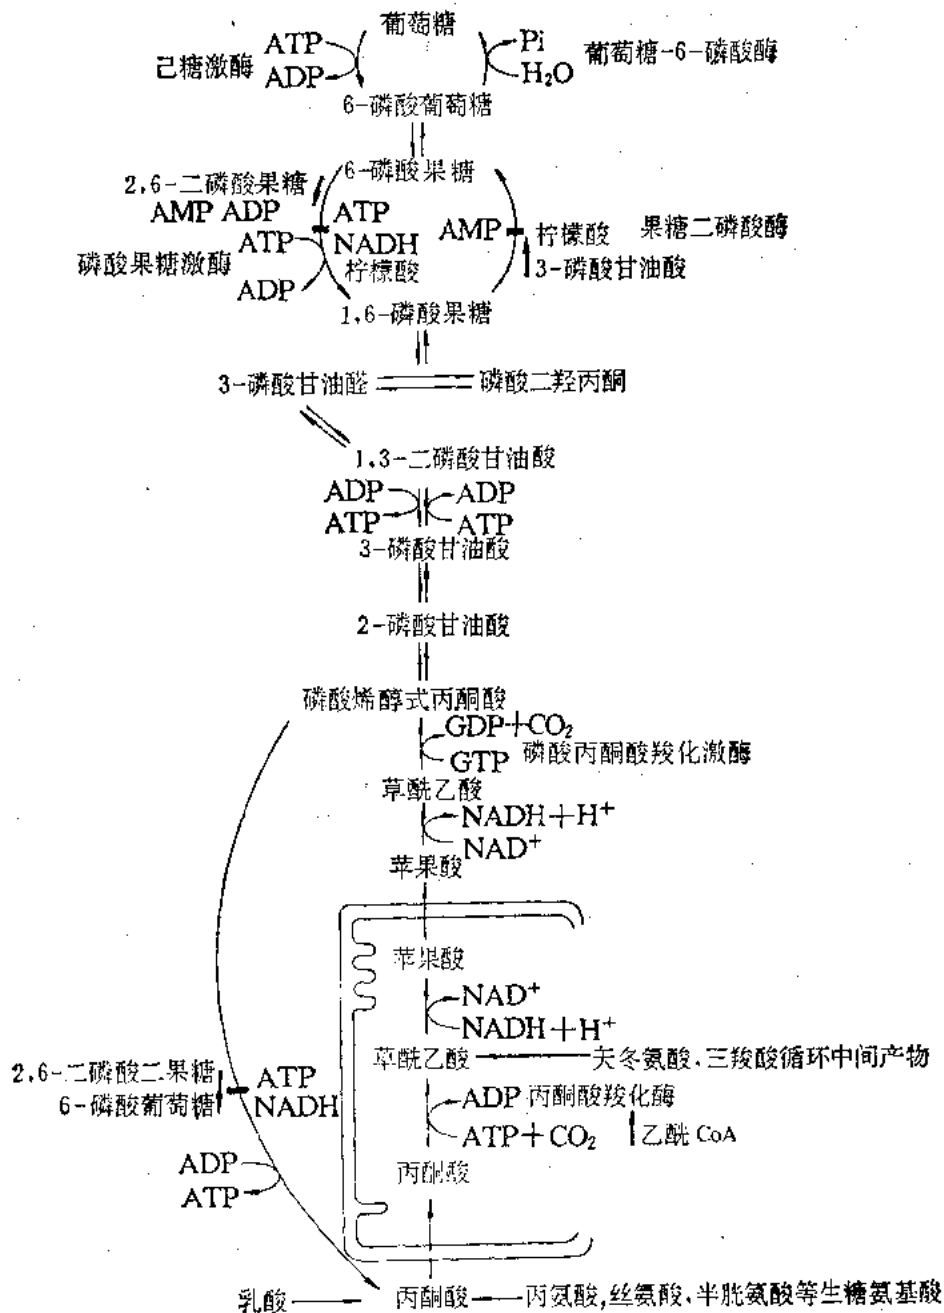 葡萄糖
ATP
己糖激酶
ADP
Pi
H₂O
葡萄糖-6-磷酸酶
6-磷酸葡萄糖
6-磷酸果糖
2,6-二磷酸果糖
AMP ADP
ATP
磷酸果糖激酶
ADP
ATP
NADH
柠檬酸
AMP
柠檬酸
果糖二磷酸酶
3-磷酸甘油酸
1,6-磷酸果糖
3-磷酸甘油醛
磷酸二羟丙酮
1,3-二磷酸甘油酸
ADP
ATP
ADP
ATP
3-磷酸甘油酸
2-磷酸甘油酸
磷酸烯醇式丙酮酸
GDP+CO₂
GTP
磷酸丙酮酸羧化激酶
草酰乙酸
NADH+H⁺
NAD⁺
苹果酸
苹果酸
NAD⁺
NADH+H⁺
草酰乙酸
天冬氨酸、三羧酸循环中间产物
2,6-二磷酸二果糖
6-磷酸葡萄糖
ATP
NADH
ADP
丙酮酸羧化酶
ATP+CO₂
乙酰 CoA
ADP
ATP
丙酮酸
乳酸
丙酮酸
丙氨酸,丝氨酸、半胱氨酸等生糖氨基酸